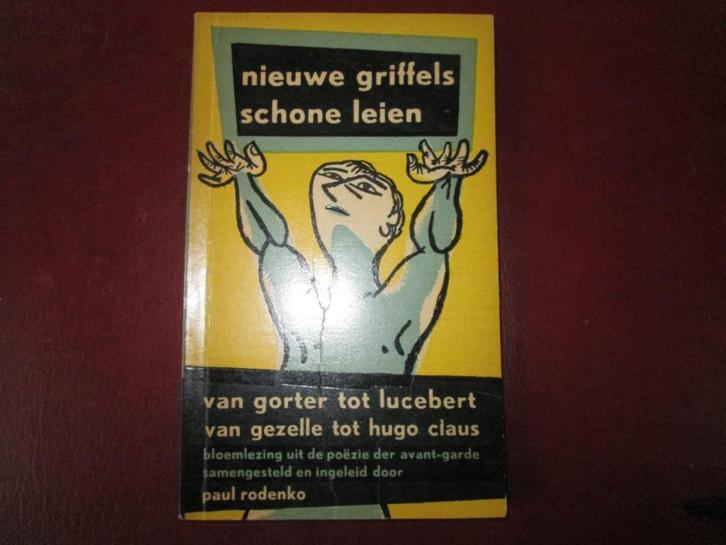 nieuwe griffels
schone leien
van gorter tot lucebert
van gezelle tot hugo claus
bloemlezing uit de poëzie der avant-garde
samengesteld en ingeleid door
paul rodenko